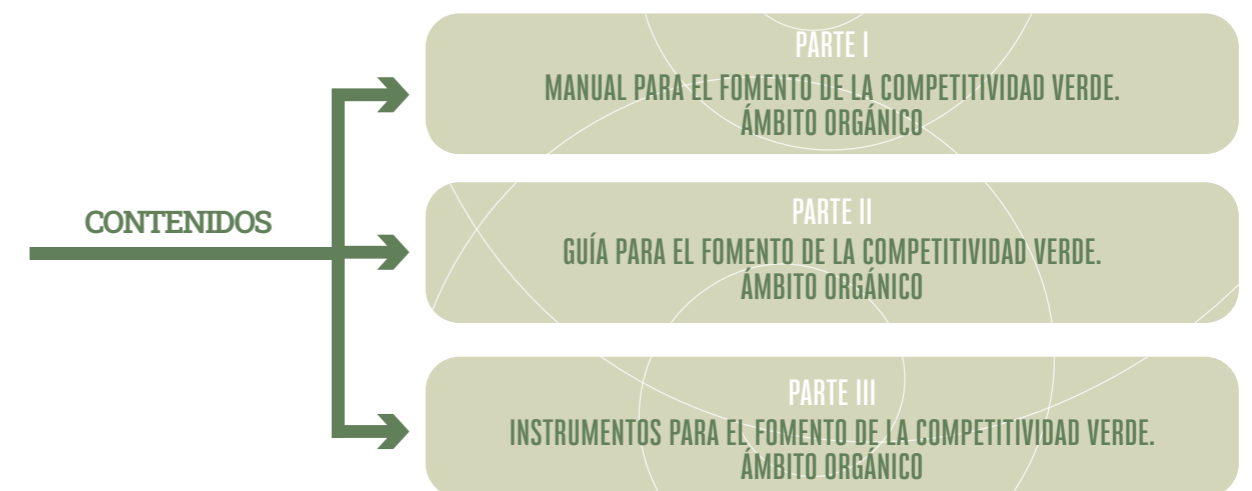 CONTENIDOS
PARTE I
MANUAL PARA EL FOMENTO DE LA COMPETITIVIDAD VERDE.
ÁMBITO ORGÁNICO
PARTE II
GUÍA PARA EL FOMENTO DE LA COMPETITIVIDAD VERDE.
ÁMBITO ORGÁNICO
PARTE III
INSTRUMENTOS PARA EL FOMENTO DE LA COMPETITIVIDAD VERDE.
ÁMBITO ORGÁNICO